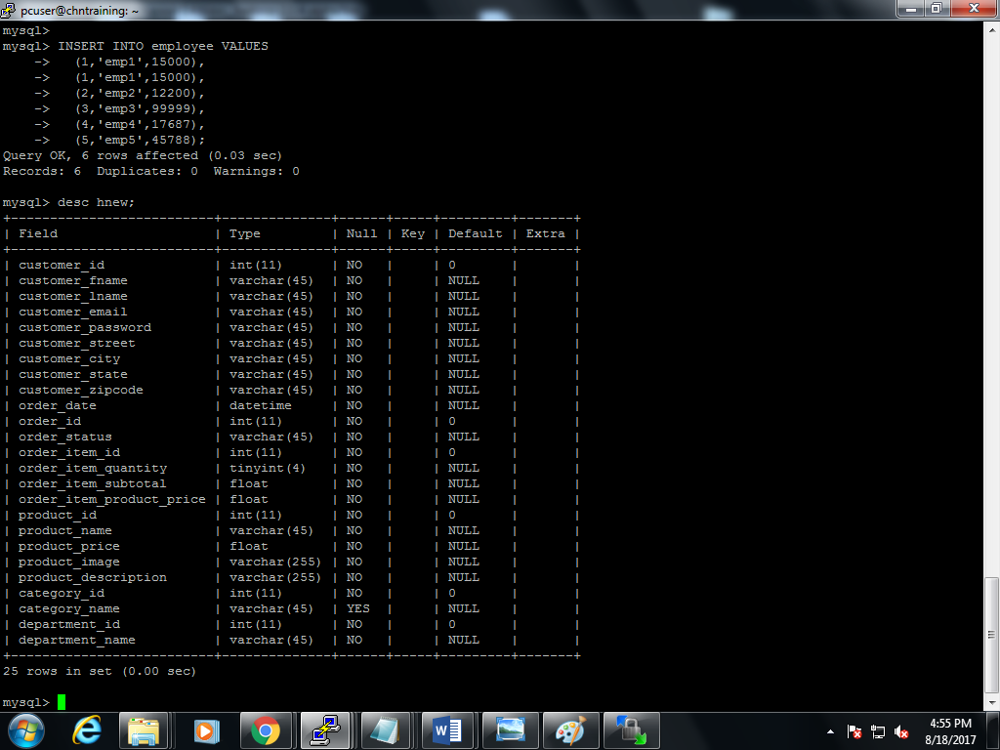 pcuser@chntraining: ~
mysql>
mysql> INSERT INTO employee VALUES
    ->   (1,'emp1',15000),
    ->   (1,'emp1',15000),
    ->   (2,'emp2',12200),
    ->   (3,'emp3',99999),
    ->   (4,'emp4',17687),
    ->   (5,'emp5',45788);
Query OK, 6 rows affected (0.03 sec)
Records: 6  Duplicates: 0  Warnings: 0
mysql> desc hnew;
+--------------------------+--------------+------+-----+---------+-------+
| Field                    | Type         | Null | Key | Default | Extra |
+--------------------------+--------------+------+-----+---------+-------+
| customer_id              | int(11)      | NO   |     | 0       |       |
| customer_fname           | varchar(45)  | NO   |     | NULL    |       |
| customer_lname           | varchar(45)  | NO   |     | NULL    |       |
| customer_email           | varchar(45)  | NO   |     | NULL    |       |
| customer_password        | varchar(45)  | NO   |     | NULL    |       |
| customer_street          | varchar(45)  | NO   |     | NULL    |       |
| customer_city            | varchar(45)  | NO   |     | NULL    |       |
| customer_state           | varchar(45)  | NO   |     | NULL    |       |
| customer_zipcode         | varchar(45)  | NO   |     | NULL    |       |
| order_date               | datetime     | NO   |     | NULL    |       |
| order_id                 | int(11)      | NO   |     | 0       |       |
| order_status             | varchar(45)  | NO   |     | NULL    |       |
| order_item_id            | int(11)      | NO   |     | 0       |       |
| order_item_quantity      | tinyint(4)   | NO   |     | NULL    |       |
| order_item_subtotal      | float        | NO   |     | NULL    |       |
| order_item_product_price | float        | NO   |     | NULL    |       |
| product_id               | int(11)      | NO   |     | 0       |       |
| product_name             | varchar(45)  | NO   |     | NULL    |       |
| product_price            | float        | NO   |     | NULL    |       |
| product_image            | varchar(255) | NO   |     | NULL    |       |
| product_description      | varchar(255) | NO   |     | NULL    |       |
| category_id              | int(11)      | NO   |     | 0       |       |
| category_name            | varchar(45)  | YES  |     | NULL    |       |
| department_id            | int(11)      | NO   |     | 0       |       |
| department_name          | varchar(45)  | NO   |     | NULL    |       |
+--------------------------+--------------+------+-----+---------+-------+
25 rows in set (0.00 sec)
mysql>
4:55 PM
8/18/2017